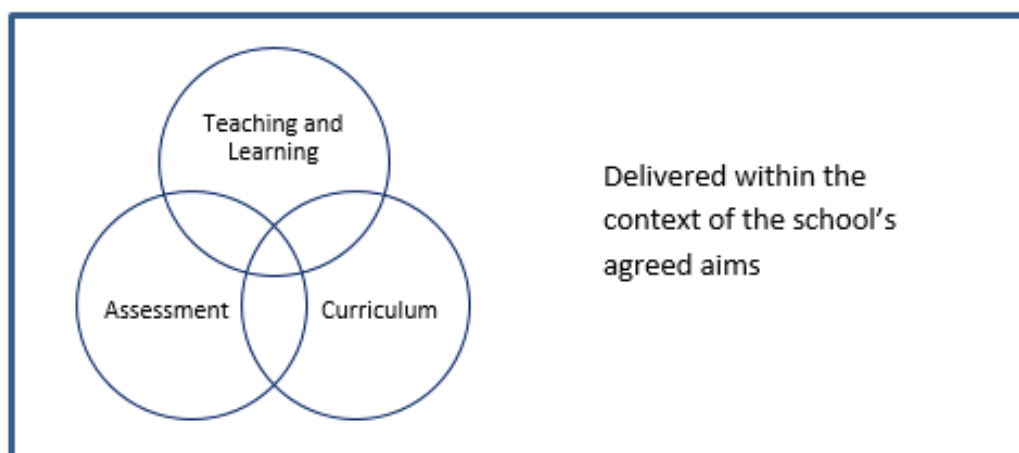 Teaching and
Learning
Assessment
Curriculum
Delivered within the
context of the school’s
agreed aims